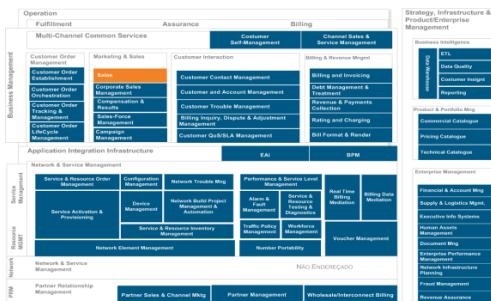 Operation
Fulfillment
Assurance
Billing
Multi-Channel Common Services
Costumer
Self-Management
Channel Sales &
Service Management
Business Management
Customer Order
Management
Costumer Order
Establishment
Costumer Order
Orchestration
Costumer Order
Tracking &
Management
Costumer Order
LifeCycle
Management
Marketing & Sales
Sales
Corporate Sales
Management
Compensation &
Results
Sales-Force
Management
Campaign
Management
Customer Interaction
Customer Contact Management
Customer and Account Management
Customer Trouble Management
Billing Inquiry, Dispute & Adjustment
Management
Customer QoS/SLA Management
Billing & Revenue Mngmt
Billing and Invoicing
Debt Management &
Treatment
Revenue & Payments
Collection
Rating and Charging
Bill Format & Render
Application Integration Infrastructure
EAI
BPM
Network & Service Management
Service
Management
Resource
MGMT
Service & Resource Order
Management
Service Activation &
Provisioning
Configuration
Management
Device
Management
Network Trouble Mng
Network Build Project
Management &
Automation
Service & Resource Inventory
Management
Network Element Management
Performance & Service Level
Management
Alarm &
Fault
Management
Service &
Resource
Testing &
Diagnostics
Traffic Policy
Management
Workforce
Management
Number Portability
Real Time
Billing
Mediation
Billing Data
Mediation
Voucher Management
Network
Network & Service
Management
NÃO ENDEREÇADO
PRM
Partner Relationship
Management
Partner Sales & Channel Mktg
Partner Management
Wholesale/Interconnect Billing
Strategy, Infrastructure &
Product/Enterprise
Management
Business Intelligence
Data Warehouse
ETL
Data Quality
Customer Insight
Reporting
Product & Portfolio Mng
Commercial Catalogue
Pricing Catalogue
Technical Catalogue
Enterprise Management
Financial & Account Mng
Supply & Logistics Mgmt,
Executive Info Systems
Human Assets
Management
Document Mng
Enterprise Performance
Management
Network Infrastructure
Planning
Fraud Management
Revenue Assurance